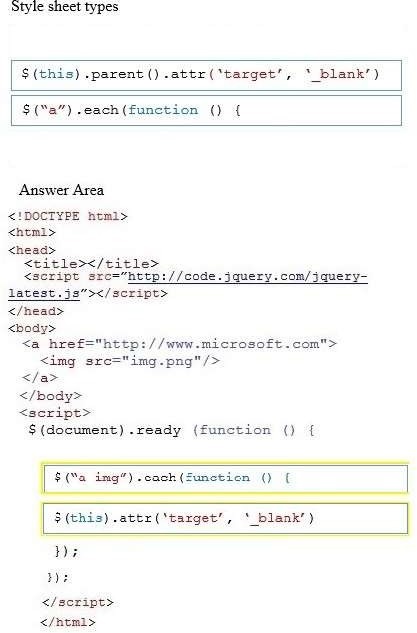 Style sheet types
$(this).parent().attr(‘target’, ‘_blank’)
$(“a”).each(function () {
Answer Area
<!DOCTYPE html>
<html>
<head>
<title></title>
<script src=”http://code.jquery.com/jquery-
latest.js”></script>
</head>
<body>
<a href="http://www.microsoft.com">
<img src="img.png"/>
</a>
</body>
<script>
$(document).ready (function () {
$(“a img”).each(function () {
$(this).attr(‘target’, ‘_blank’)
});
});
</script>
</html>